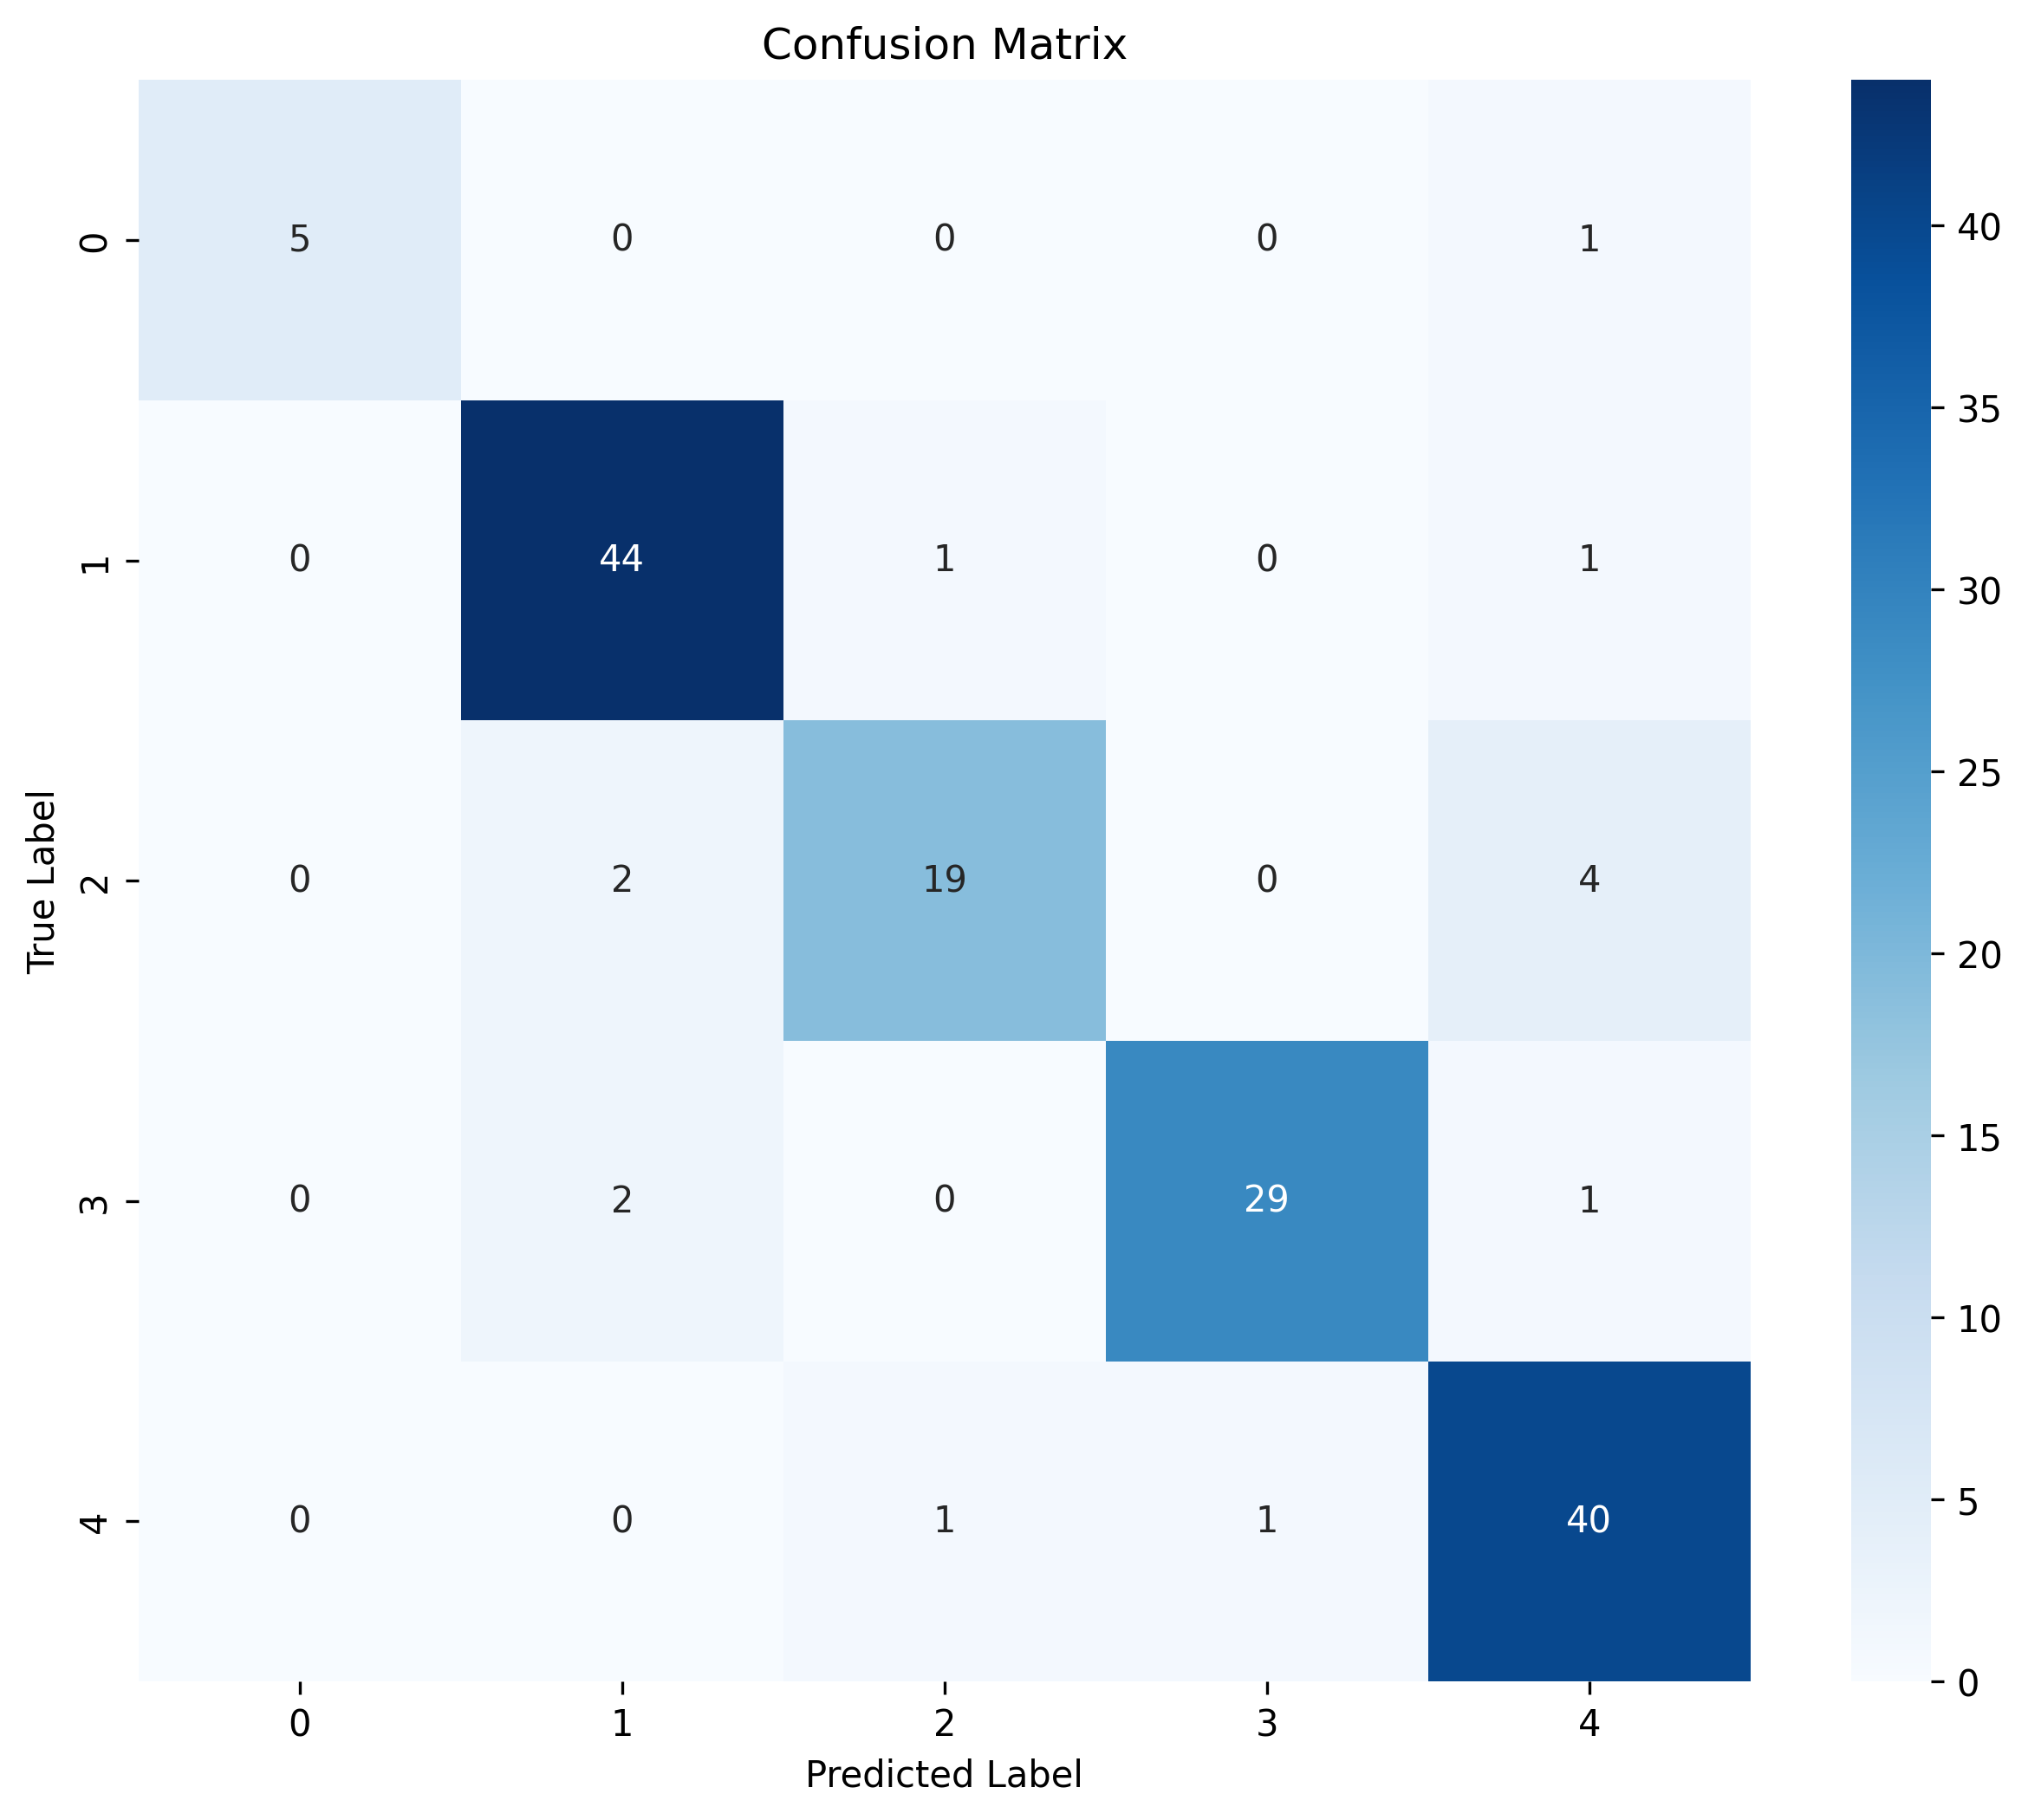 Confusion Matrix
True Label
0 5 0 0 0 1
1 0 44 1 0 1
2 0 2 19 0 4
3 0 2 0 29 1
4 0 0 1 1 40
0 1 2 3 4
Predicted Label
40
35
30
25
20
15
10
5
0